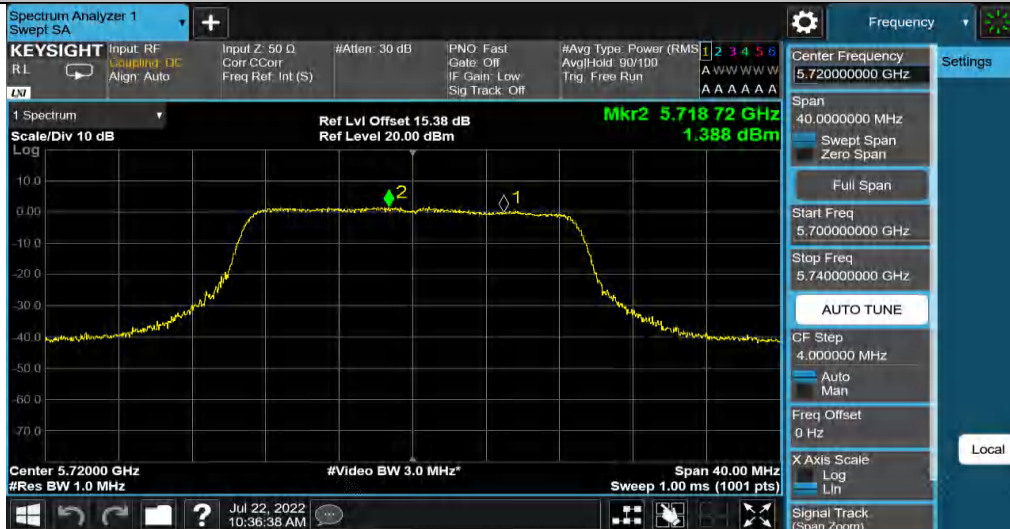 Spectrum Analyzer 1
Swept SA
+
Frequency
KEYSIGHT
RL
LXI
Input: RF
Coupling: DC
Align: Auto
Input Z: 50 Ω
Corr CCorr
Freq Ref: Int (S)
#Atten: 30 dB
PNO: Fast
Gate: Off
IF Gain: Low
Sig Track: Off
#Avg Type: Power (RMS
Avg|Hold: 90/100
Trig: Free Run
1 2 3 4 5 6
A W W W W W
A A A A A A
Center Frequency
5.720000000 GHz
Settings
Span
40.0000000 MHz
Swept Span
Zero Span
Full Span
Start Freq
5.700000000 GHz
Stop Freq
5.740000000 GHz
AUTO TUNE
CF Step
4.000000 MHz
Auto
Man
Freq Offset
0 Hz
X Axis Scale
Log
Lin
Local
Signal Track
(Span Zoom)
1 Spectrum
Scale/Div 10 dB
Log
Ref Lvl Offset 15.38 dB
Ref Level 20.00 dBm
Mkr2 5.718 72 GHz
1.388 dBm
10.0
0.00
-10.0
-20.0
-30.0
-40.0
-50.0
-60.0
-70.0
2
1
Center 5.72000 GHz
#Res BW 1.0 MHz
#Video BW 3.0 MHz*
Span 40.00 MHz
Sweep 1.00 ms (1001 pts)
?
Jul 22, 2022
10:36:38 AM